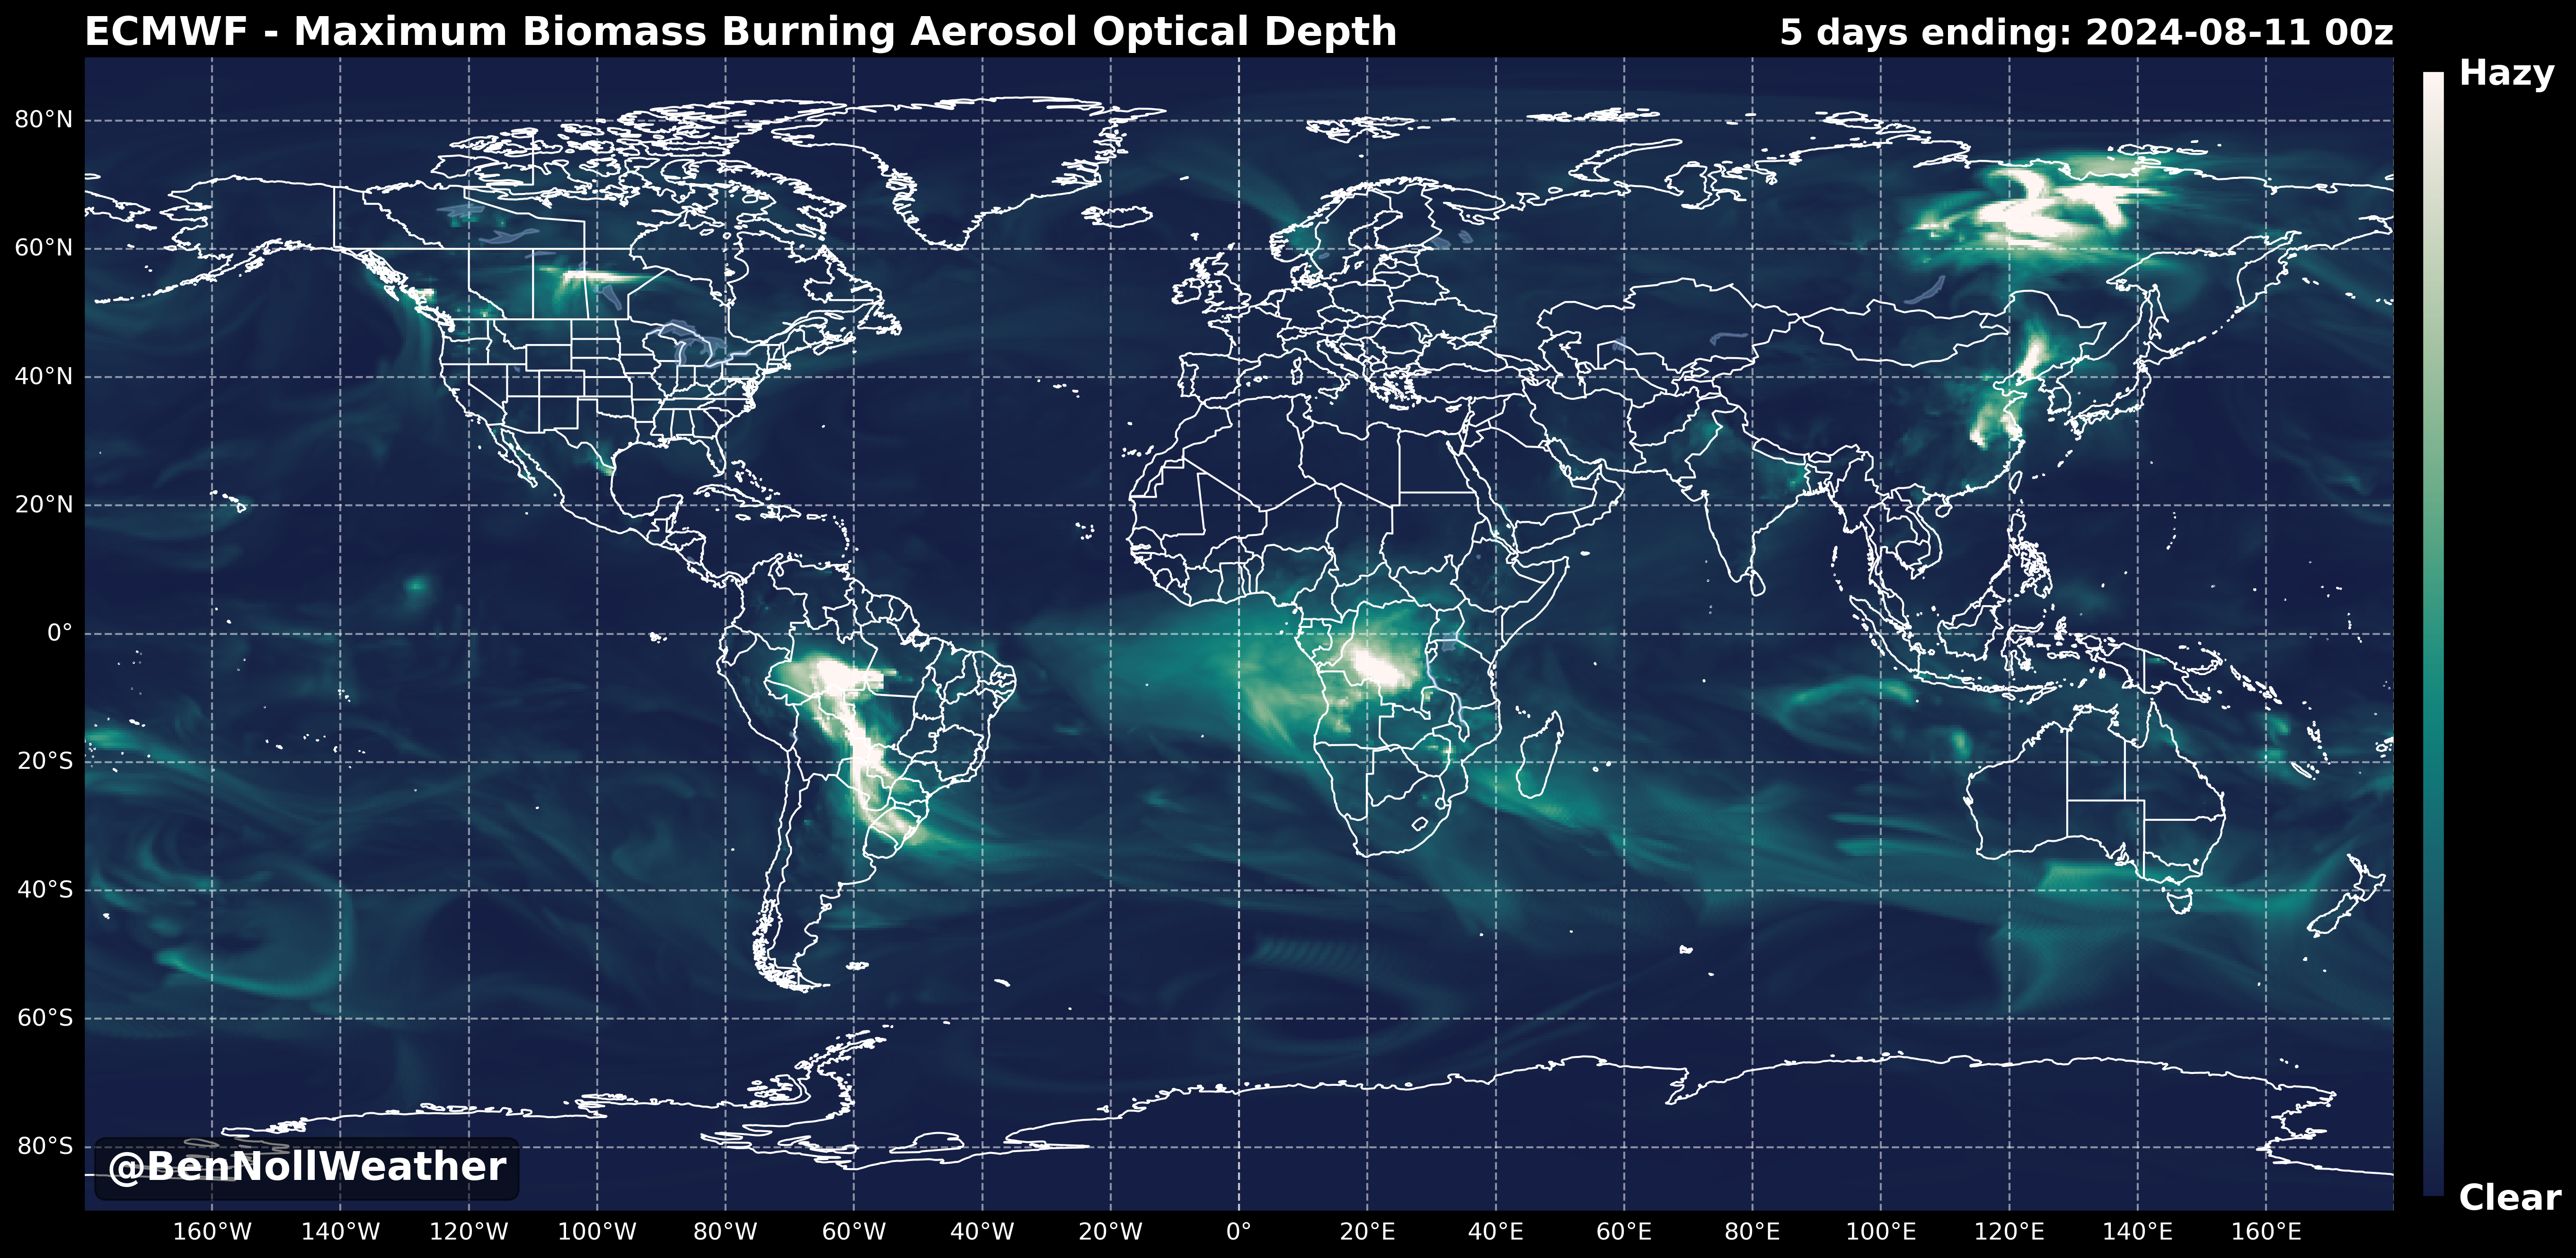 ECMWF - Maximum Biomass Burning Aerosol Optical Depth
5 days ending: 2024-08-11 00z
Hazy
80°N
60°N
40°N
20°N
0°
20°S
40°S
60°S
80°S
@BenNollWeather
Clear
160°W 140°W 120°W 100°W 80°W 60°W 40°W 20°W 0° 20°E 40°E 60°E 80°E 100°E 120°E 140°E 160°E